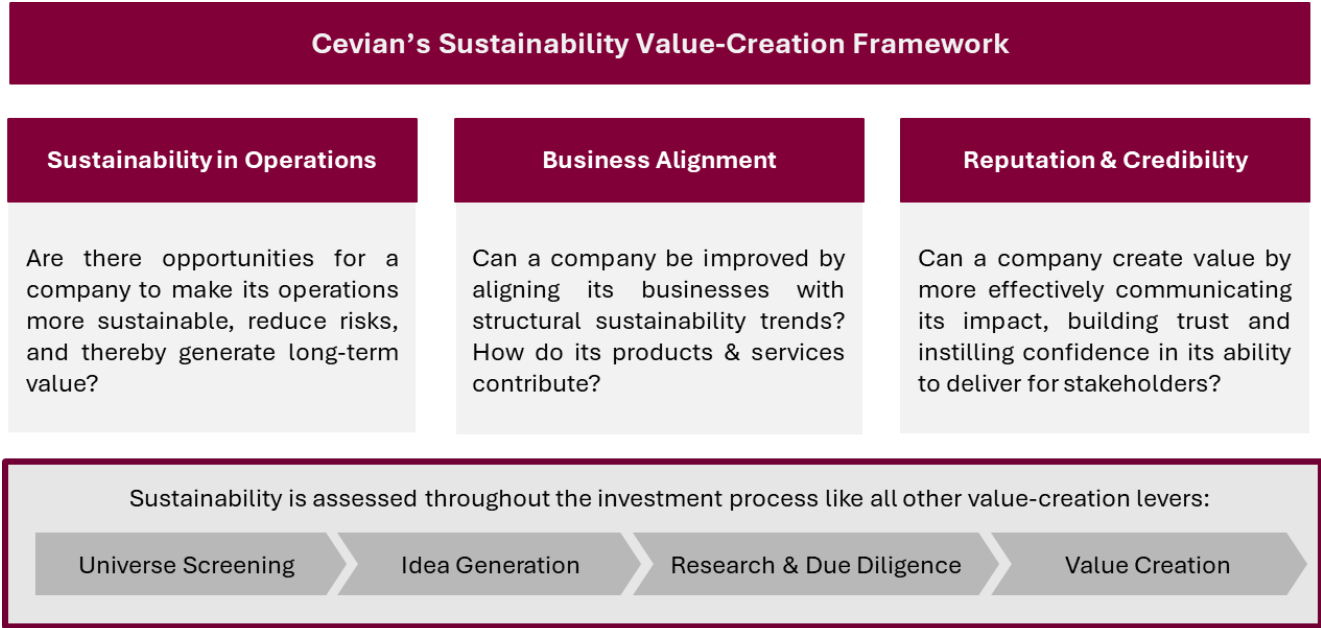 Cevian’s Sustainability Value-Creation Framework
Sustainability in Operations
Are there opportunities for a
company to make its operations
more sustainable, reduce risks,
and thereby generate long-term
value?
Business Alignment
Can a company be improved by
aligning its businesses with
structural sustainability trends?
How do its products & services
contribute?
Reputation & Credibility
Can a company create value by
more effectively communicating
its impact, building trust and
instilling confidence in its ability
to deliver for stakeholders?
Sustainability is assessed throughout the investment process like all other value-creation levers:
Universe Screening
Idea Generation
Research & Due Diligence
Value Creation